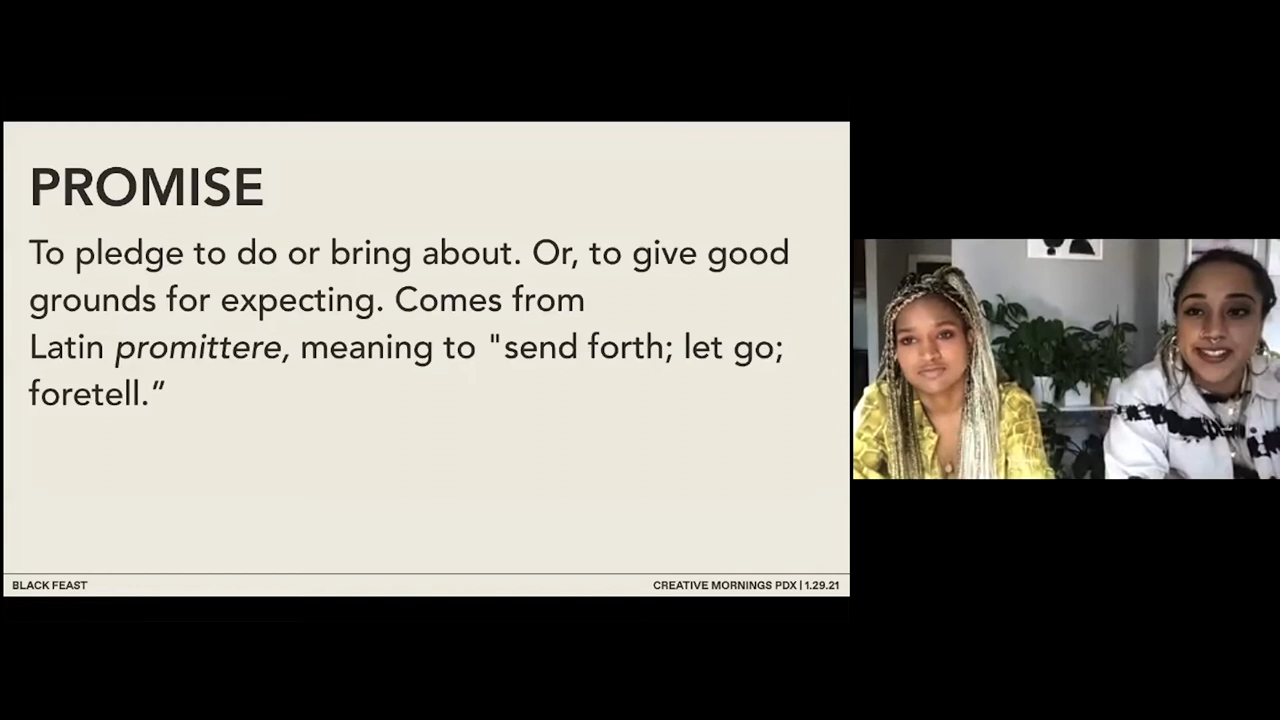 PROMISE
To pledge to do or bring about. Or, to give good
grounds for expecting. Comes from
Latin promittere, meaning to "send forth; let go;
foretell.”
BLACK FEAST
CREATIVE MORNINGS PDX | 1.29.21